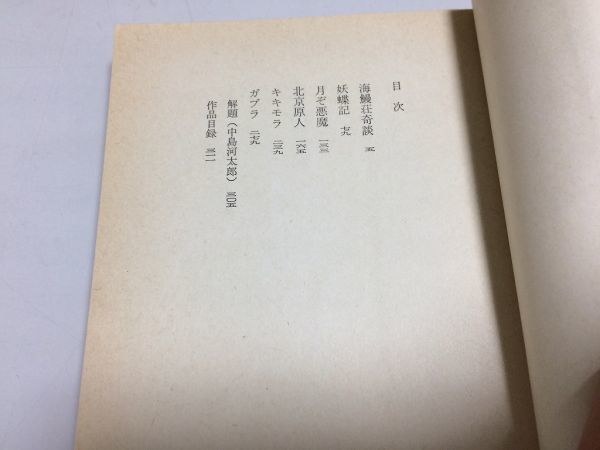 目次
海鰻荘奇談 五
妖蝶記 七九
月ぞ悪魔 一三三
北京原人 一六五
キキモラ 二三九
ガブラ 二七九
解題（中島河太郎） 三〇五
作品目録 三一一